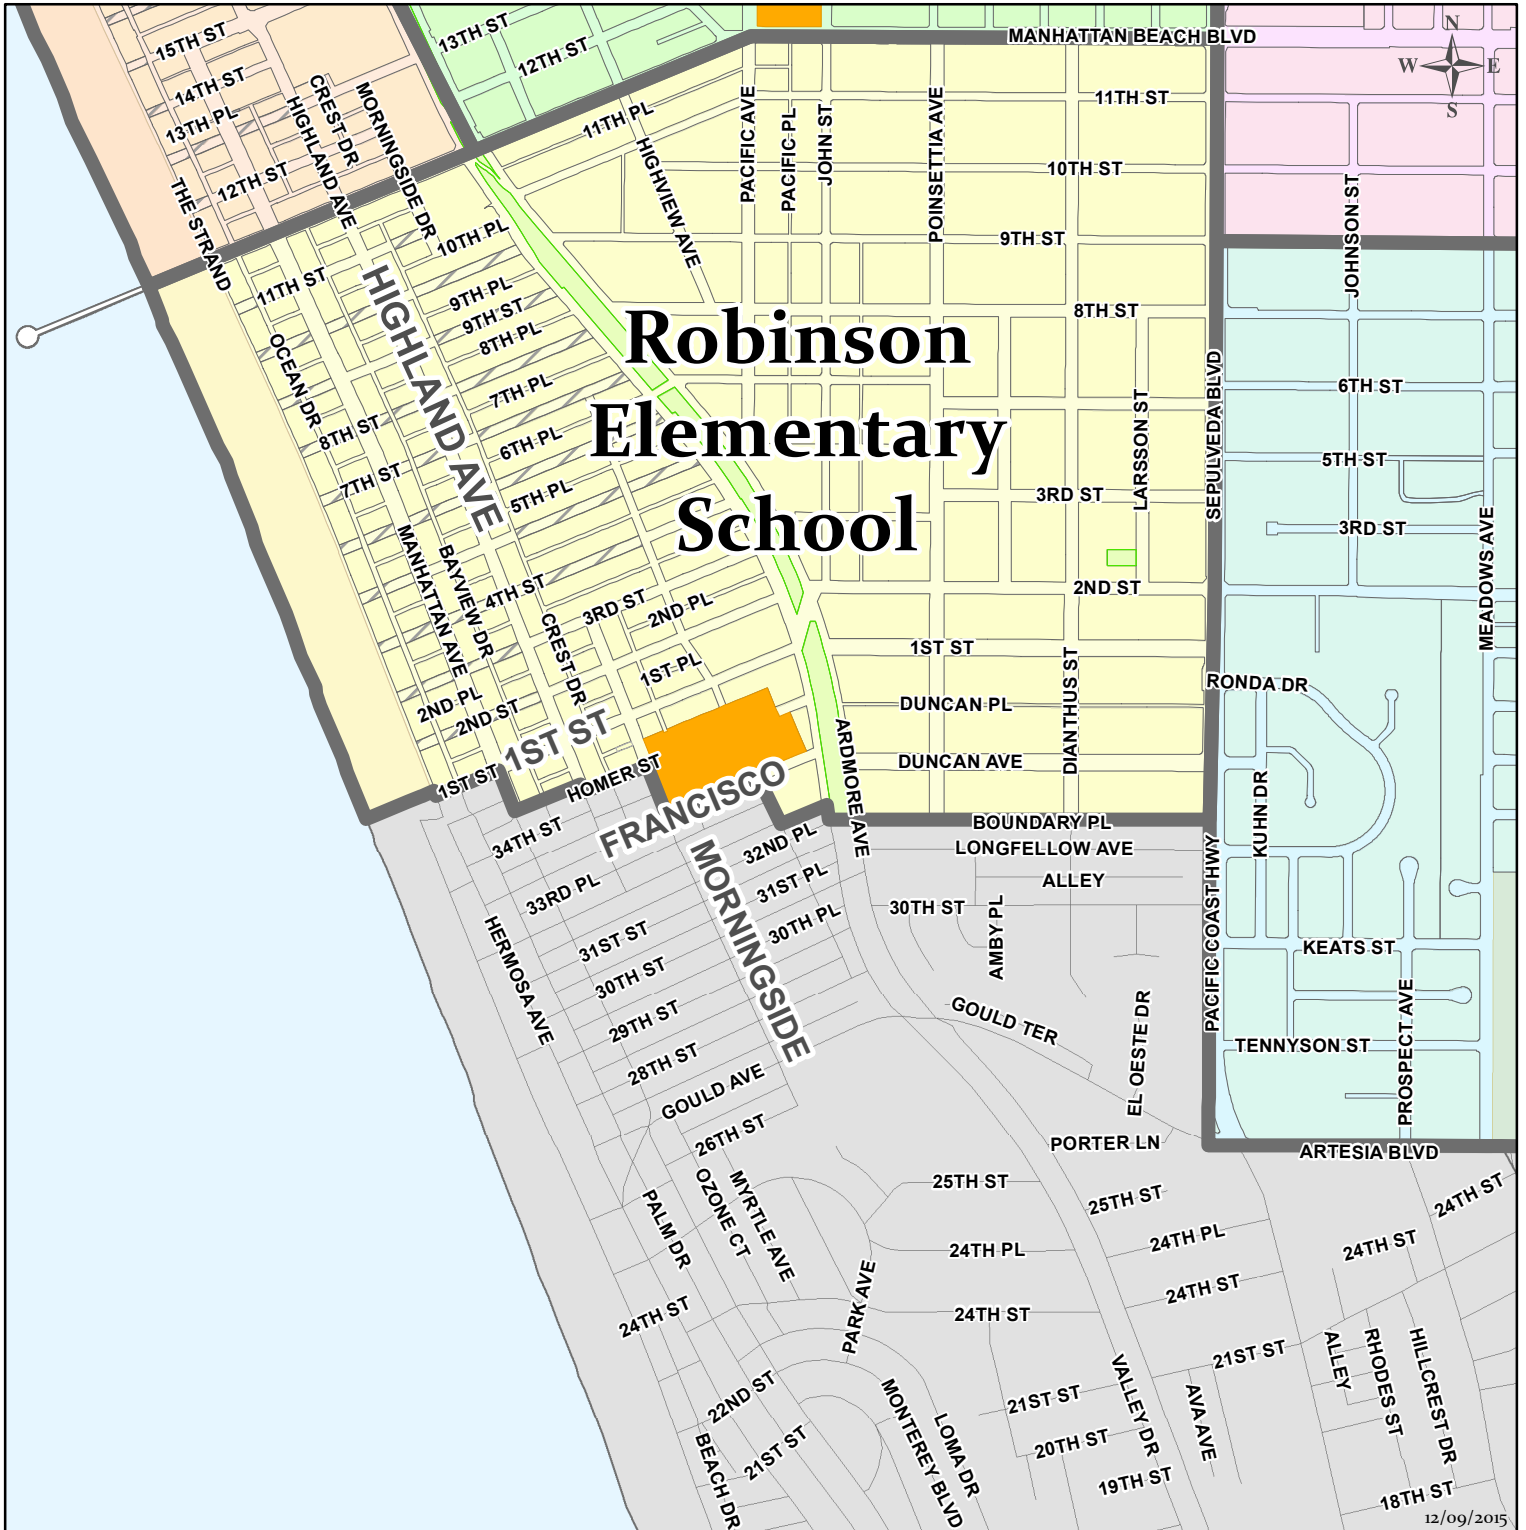 15TH ST
14TH ST
13TH PL
12TH ST
THE STRAND
CREST DR
HIGHLAND AVE
MORNINGSIDE DR
13TH ST
12TH ST
MANHATTAN BEACH BLVD
N
W
E
S
11TH PL
HIGHVIEW AVE
PACIFIC AVE
PACIFIC PL
JOHN ST
POINSETTIA AVE
11TH ST
10TH ST
9TH ST
8TH ST
JOHNSON ST
11TH ST
10TH PL
9TH PL
9TH ST
8TH PL
7TH PL
6TH PL
5TH PL
HIGHLAND AVE
OCEAN DR
8TH ST
7TH ST
Robinson
Elementary
School
LARSSON ST
SEPULVEDA BLVD
6TH ST
5TH ST
3RD ST
3RD ST
MEADOWS AVE
MANHATTAN AVE
BAYVIEW DR
4TH ST
3RD ST
2ND PL
CREST DR
1ST PL
2ND ST
1ST ST
DIANTHUS ST
RONDA DR
2ND PL
2ND ST
1ST ST
1ST ST
HOMER ST
FRANCISCO
ARDMORE AVE
DUNCAN PL
DUNCAN AVE
KUHN DR
BOUNDARY PL
LONGFELLOW AVE
ALLEY
30TH ST
AMBY PL
PACIFIC COAST HWY
34TH ST
33RD PL
32ND PL
31ST PL
30TH PL
MORNINGSIDE
HERMOSA AVE
31ST ST
30TH ST
29TH ST
28TH ST
GOULD AVE
26TH ST
GOULD TER
EL OESTE DR
PORTER LN
KEATS ST
TENNYSON ST
PROSPECT AVE
ARTESIA BLVD
PALM DR
OZONE CT
MYRTLE AVE
25TH ST
25TH ST
24TH PL
24TH PL
24TH ST
24TH ST
24TH ST
24TH ST
24TH ST
PARK AVE
22ND ST
21ST ST
BEACH DR
MONTEREY BLVD
LOMA DR
21ST ST
20TH ST
19TH ST
VALLEY DR
AVA AVE
21ST ST
ALLEY
RHODES ST
HILLCREST DR
18TH ST
12/09/2015